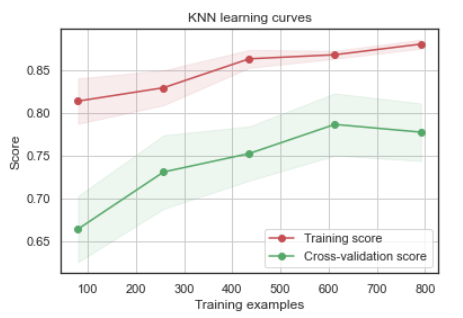 KNN learning curves
Score
0.85
0.80
0.75
0.70
0.65
Training score
Cross-validation score
100 200 300 400 500 600 700 800
Training examples